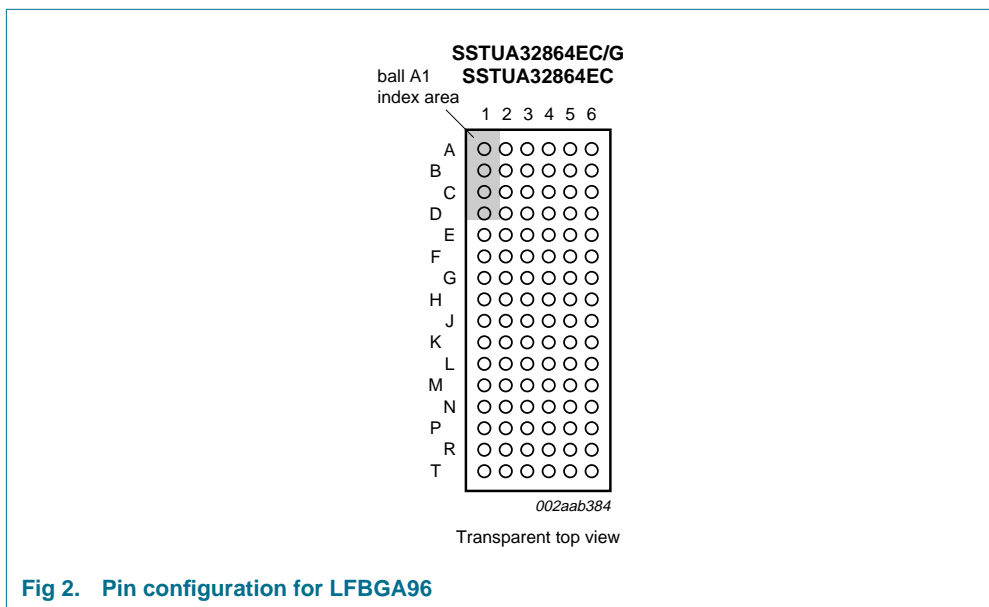 SSTUA32864EC/G
SSTUA32864EC
ball A1
index area
1 2 3 4 5 6
A
B
C
D
E
F
G
H
J
K
L
M
N
P
R
T
002aab384
Transparent top view
Fig 2. Pin configuration for LFBGA96